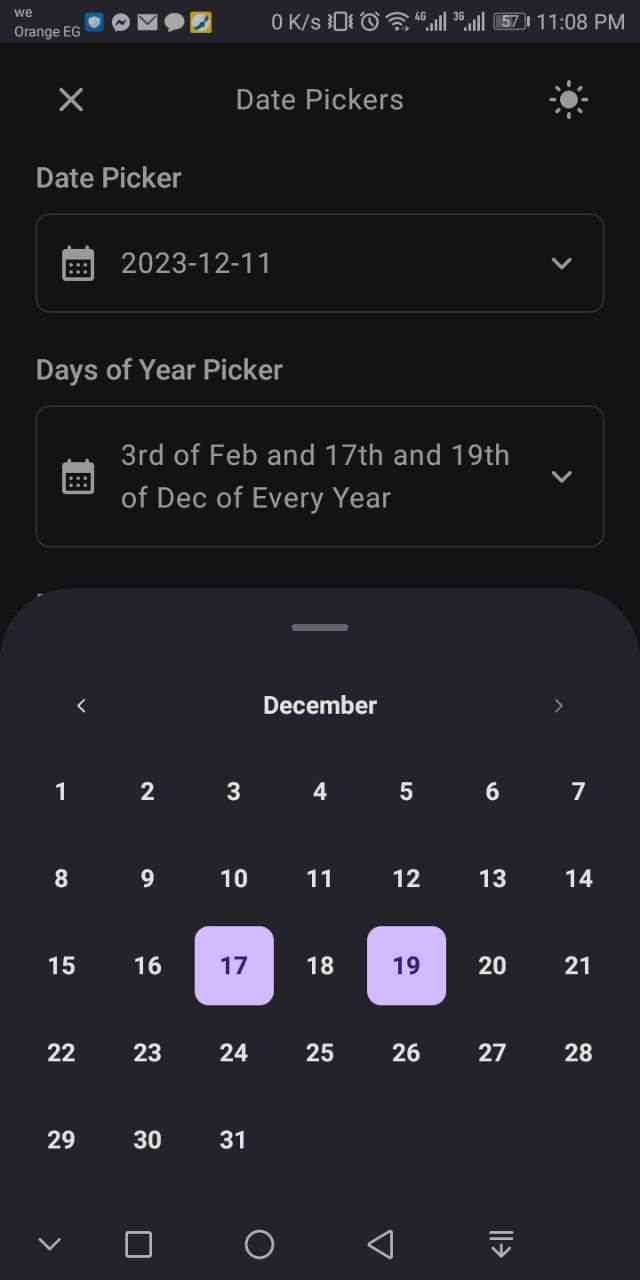 we
Orange EG
0 K/s 4G 3G 57 11:08 PM
Date Pickers
Date Picker
2023-12-11
Days of Year Picker
3rd of Feb and 17th and 19th
of Dec of Every Year
December
1 2 3 4 5 6 7
8 9 10 11 12 13 14
15 16 17 18 19 20 21
22 23 24 25 26 27 28
29 30 31